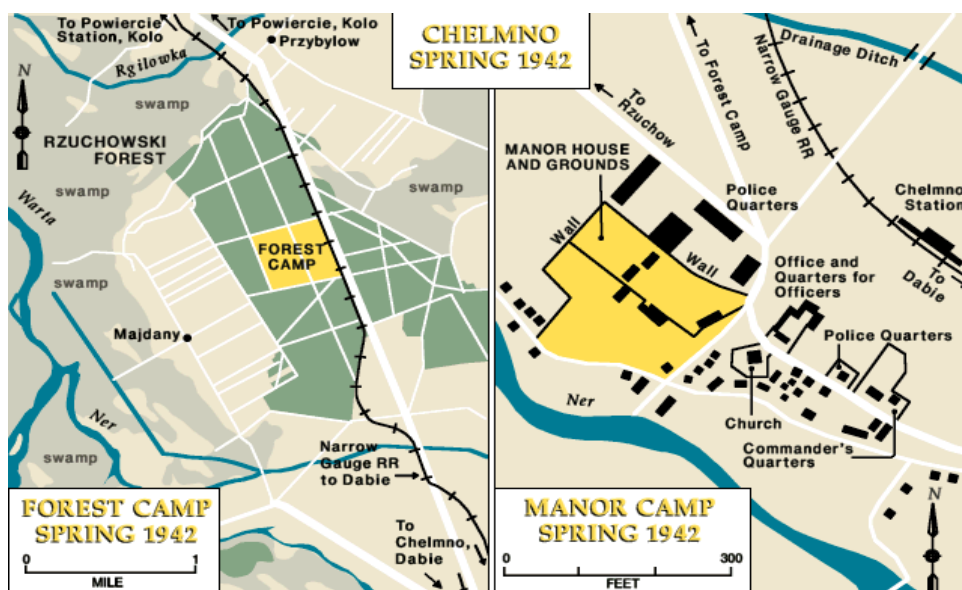 CHELMNO
SPRING 1942
To Powiercie
Station, Kolo
To Powiercie, Kolo
Przybylow
Rgilowka
N
swamp
RZUCHOWSKI
FOREST
swamp
swamp
Warta
FOREST
CAMP
swamp
Majdany
Ner
swamp
Narrow
Gauge RR
to Dabie
To
Chelmno,
Dabie
FOREST CAMP
SPRING 1942
0 1
MILE
To Forest Camp
Narrow Gauge RR
Drainage Ditch
To
Rzuchow
MANOR HOUSE
AND GROUNDS
Police
Quarters
Chelmno
Station
Wall
Wall
To
Dabie
Office and
Quarters for
Officers
Police Quarters
Ner
Church
Commander's
Quarters
MANOR CAMP
SPRING 1942
0 300
FEET
N